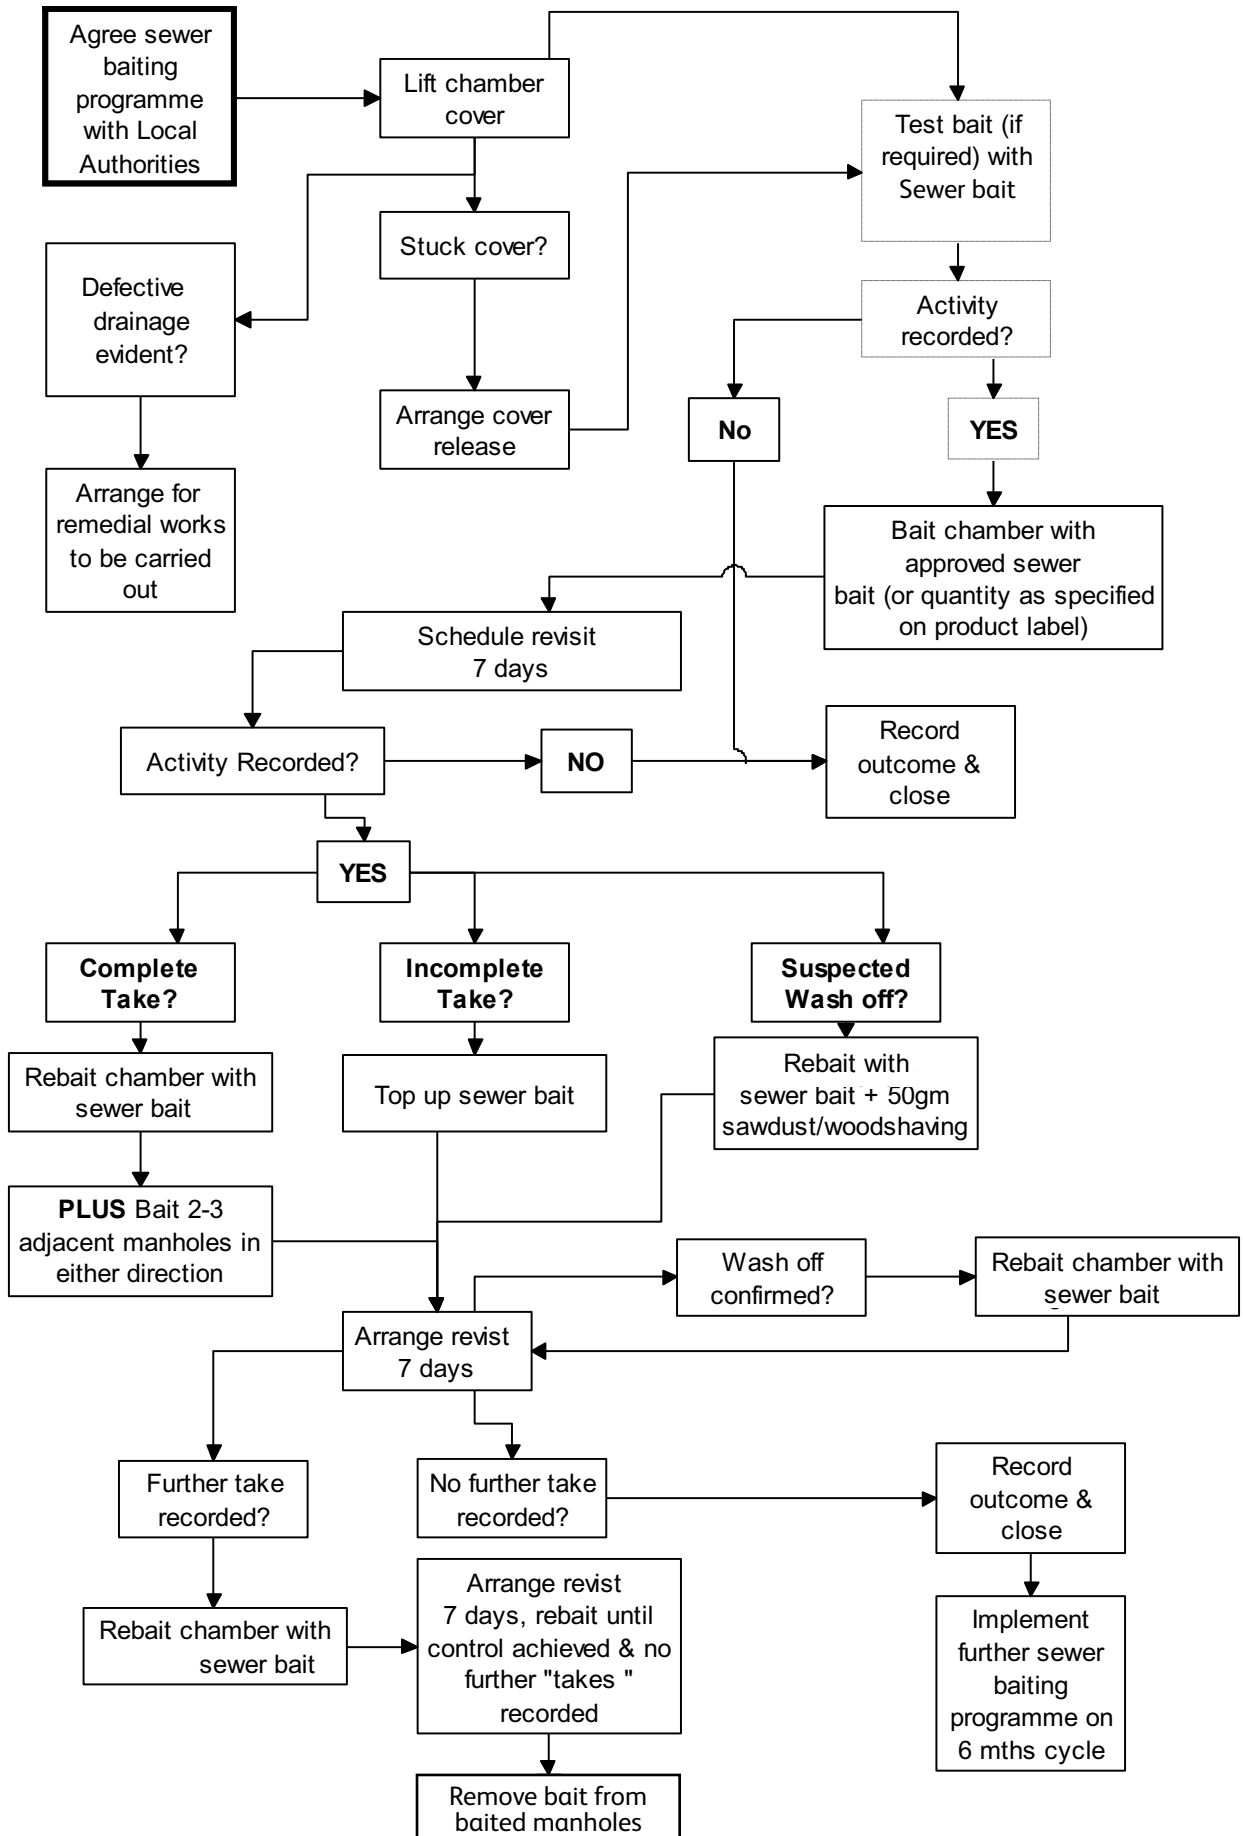 Agree sewer
baiting
programme
with Local
Authorities
Lift chamber
cover
Test bait (if
required) with
Sewer bait
Stuck cover?
Defective
drainage
evident?
Activity
recorded?
Arrange cover
release
No
YES
Arrange for
remedial works
to be carried
out
Bait chamber with
approved sewer
bait (or quantity as specified
on product label)
Schedule revisit
7 days
Activity Recorded?
NO
Record
outcome &
close
YES
Complete
Take?
Incomplete
Take?
Suspected
Wash off?
Rebait chamber with
sewer bait
Top up sewer bait
Rebait with
sewer bait + 50gm
sawdust/woodshaving
PLUS Bait 2-3
adjacent manholes in
either direction
Wash off
confirmed?
Rebait chamber with
sewer bait
Arrange revist
7 days
Further take
recorded?
No further take
recorded?
Record
outcome &
close
Rebait chamber with
sewer bait
Arrange revist
7 days, rebait until
control achieved & no
further "takes "
recorded
Implement
further sewer
baiting
programme on
6 mths cycle
Remove bait from
baited manholes